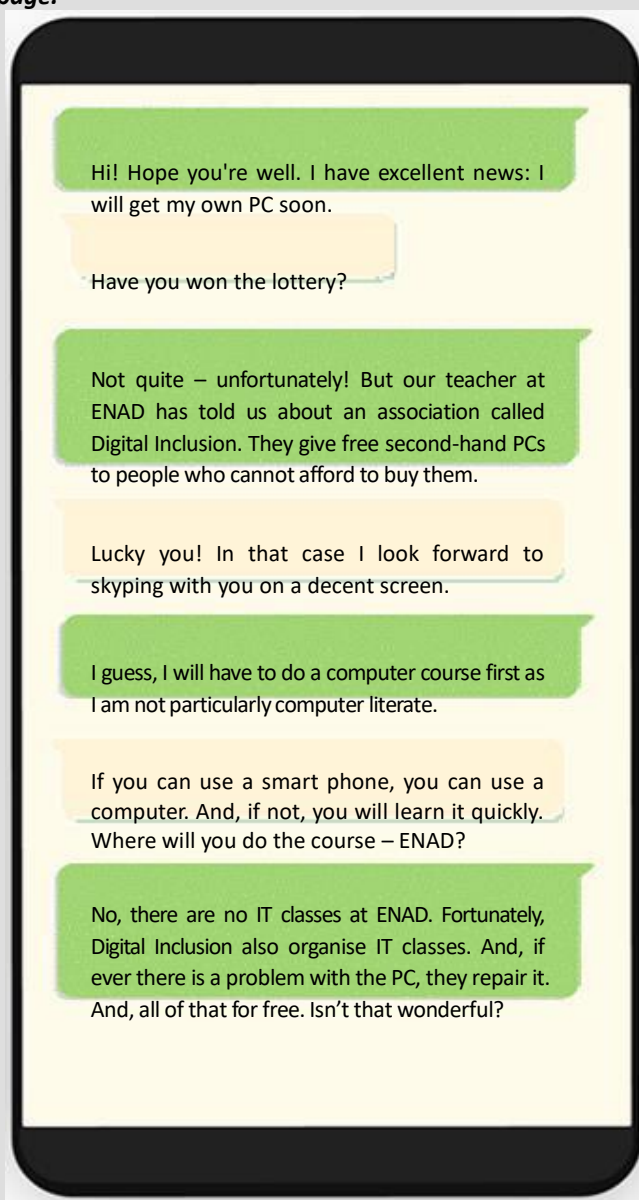 page.
Hi! Hope you're well. I have excellent news: I
will get my own PC soon.
Have you won the lottery?
Not quite – unfortunately! But our teacher at
ENAD has told us about an association called
Digital Inclusion. They give free second-hand PCs
to people who cannot afford to buy them.
Lucky you! In that case I look forward to
skyping with you on a decent screen.
I guess, I will have to do a computer course first as
I am not particularly computer literate.
If you can use a smart phone, you can use a
computer. And, if not, you will learn it quickly.
Where will you do the course – ENAD?
No, there are no IT classes at ENAD. Fortunately,
Digital Inclusion also organise IT classes. And, if
ever there is a problem with the PC, they repair it.
And, all of that for free. Isn’t that wonderful?